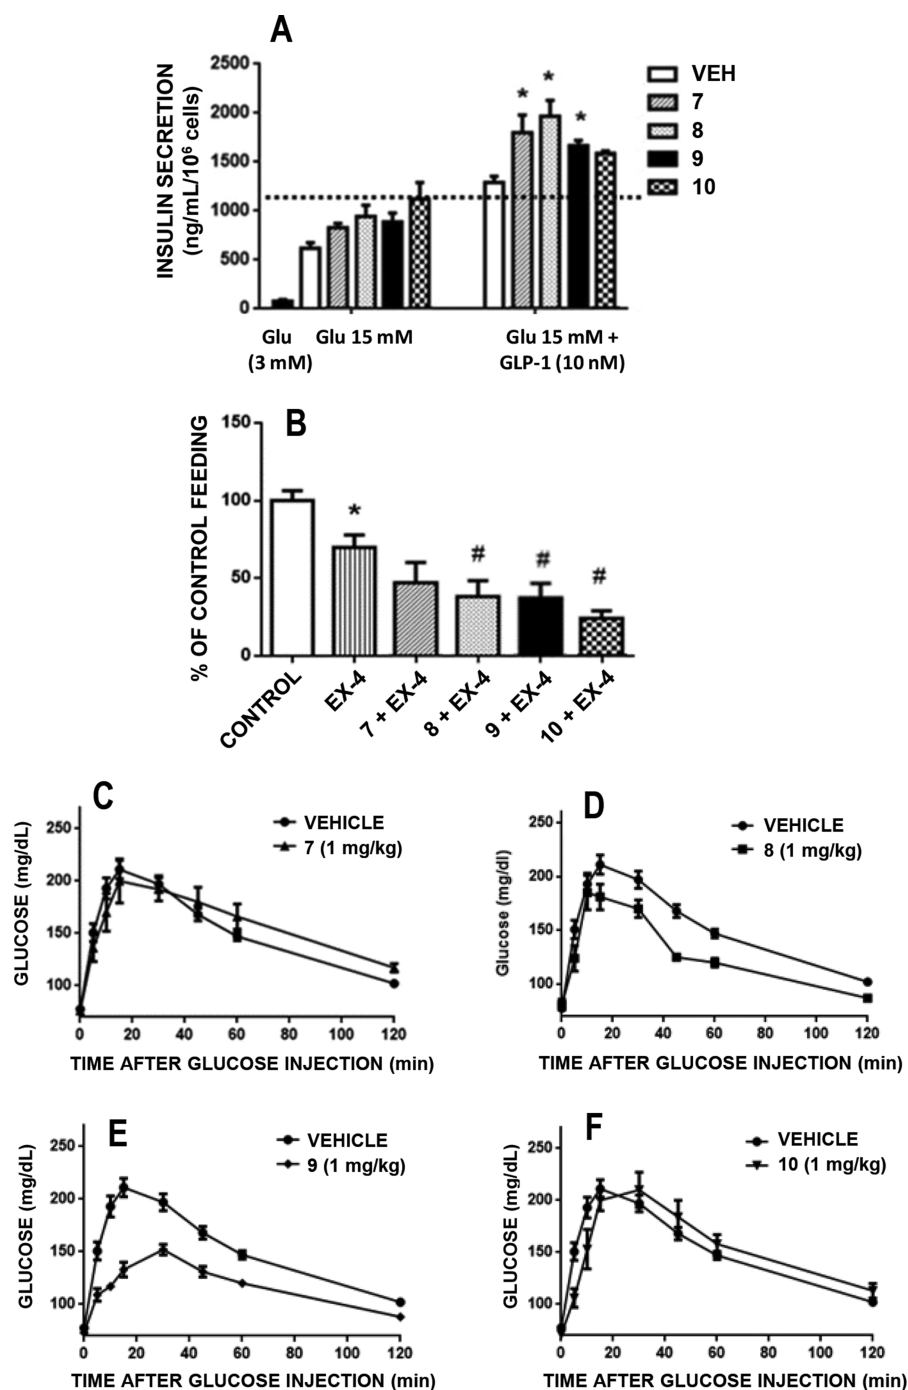 A
INSULIN SECRETION
(ng/mL/10⁶ cells)
2500
2000
1500
1000
500
0
* * *
VEH
7
8
9
10
Glu
(3 mM)
Glu 15 mM
Glu 15 mM +
GLP-1 (10 nM)
B
% OF CONTROL FEEDING
150
100
50
0
* # # #
CONTROL
EX-4
7 + EX-4
8 + EX-4
9 + EX-4
10 + EX-4
C
GLUCOSE (mg/dL)
250
200
150
100
VEHICLE
7 (1 mg/kg)
0 20 40 60 80 100 120
TIME AFTER GLUCOSE INJECTION (min)
D
Glucose (mg/dl)
250
200
150
100
VEHICLE
8 (1 mg/kg)
0 20 40 60 80 100 120
TIME AFTER GLUCOSE INJECTION (min)
E
GLUCOSE (mg/dL)
250
200
150
100
VEHICLE
9 (1 mg/kg)
0 20 40 60 80 100 120
TIME AFTER GLUCOSE INJECTION (min)
F
GLUCOSE (mg/dL)
250
200
150
100
VEHICLE
10 (1 mg/kg)
0 20 40 60 80 100 120
TIME AFTER GLUCOSE INJECTION (min)